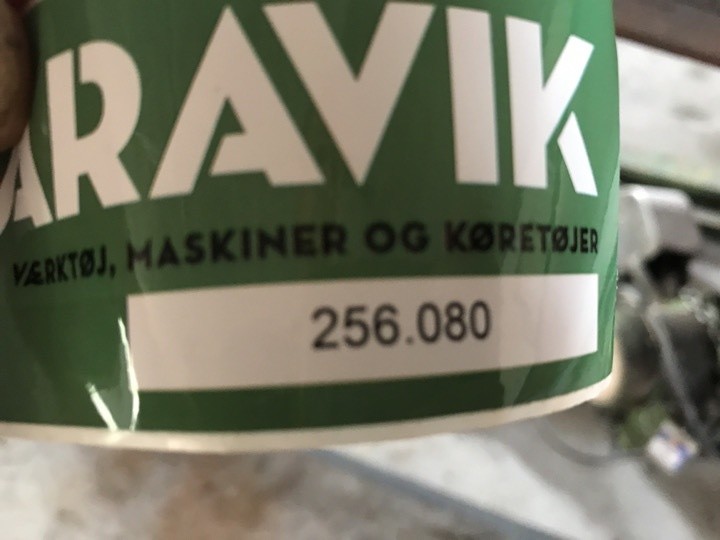 ARAVIK
VÆRKTØJ, MASKINER OG KØRETØJER
256.080